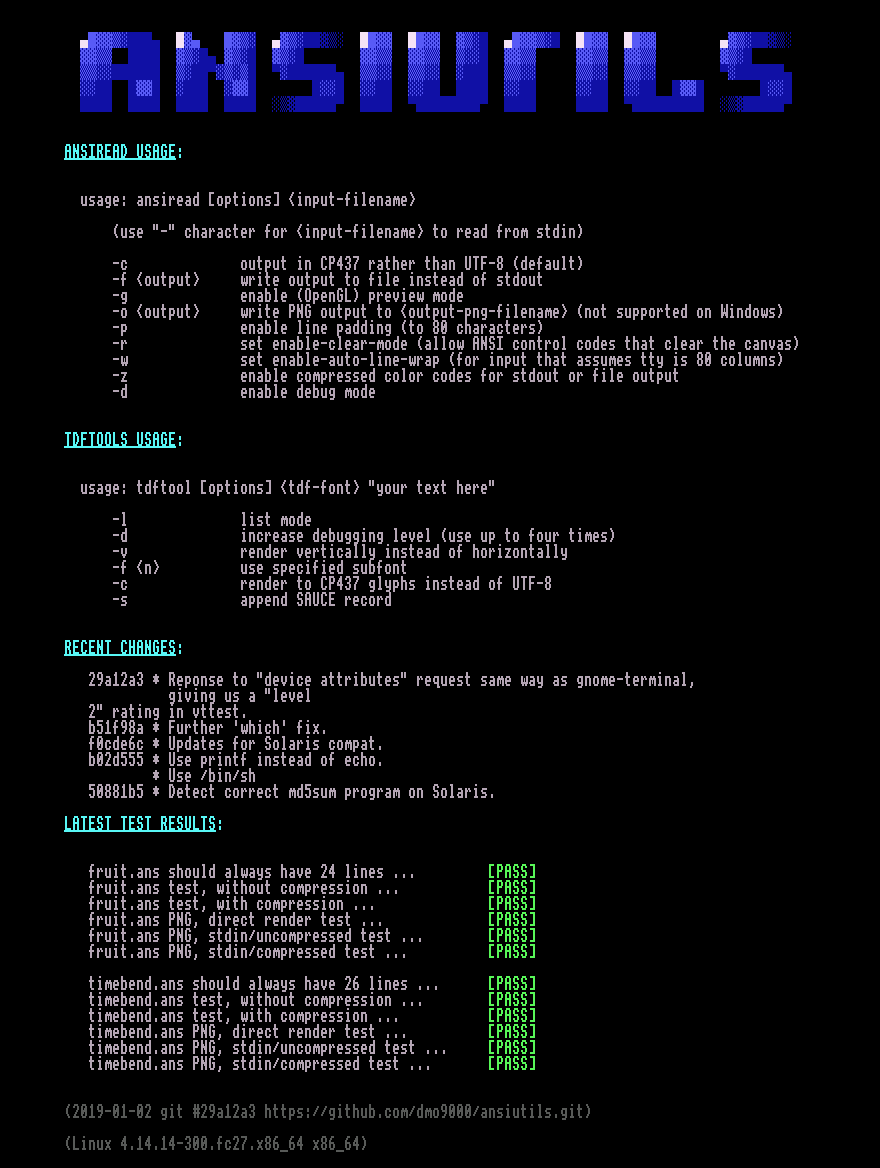 ANSIUTILS
ANSIREAD USAGE:
usage: ansiread [options] <input-filename>
(use "-" character for <input-filename> to read from stdin)
-c output in CP437 rather than UTF-8 (default)
-f <output> write output to file instead of stdout
-g enable (OpenGL) preview mode
-o <output> write PNG output to <output-png-filename> (not supported on Windows)
-p enable line padding (to 80 characters)
-r set enable-clear-mode (allow ANSI control codes that clear the canvas)
-w set enable-auto-line-wrap (for input that assumes tty is 80 columns)
-z enable compressed color codes for stdout or file output
-d enable debug mode
TDFTOOLS USAGE:
usage: tdftool [options] <tdf-font> "your text here"
-l list mode
-d increase debugging level (use up to four times)
-v render vertically instead of horizontally
-f <n> use specified subfont
-c render to CP437 glyphs instead of UTF-8
-s append SAUCE record
RECENT CHANGES:
29a12a3 * Reponse to "device attributes" request same way as gnome-terminal,
giving us a "level
2" rating in vttest.
b51f98a * Further 'which' fix.
f0cde6c * Updates for Solaris compat.
b02d555 * Use printf instead of echo.
* Use /bin/sh
50881b5 * Detect correct md5sum program on Solaris.
LATEST TEST RESULTS:
fruit.ans should always have 24 lines ... [PASS]
fruit.ans test, without compression ... [PASS]
fruit.ans test, with compression ... [PASS]
fruit.ans PNG, direct render test ... [PASS]
fruit.ans PNG, stdin/uncompressed test ... [PASS]
fruit.ans PNG, stdin/compressed test ... [PASS]
timebend.ans should always have 26 lines ... [PASS]
timebend.ans test, without compression ... [PASS]
timebend.ans test, with compression ... [PASS]
timebend.ans PNG, direct render test ... [PASS]
timebend.ans PNG, stdin/uncompressed test ... [PASS]
timebend.ans PNG, stdin/compressed test ... [PASS]
(2019-01-02 git #29a12a3 https://github.com/dmo9000/ansiutils.git)
(Linux 4.14.14-300.fc27.x86_64 x86_64)